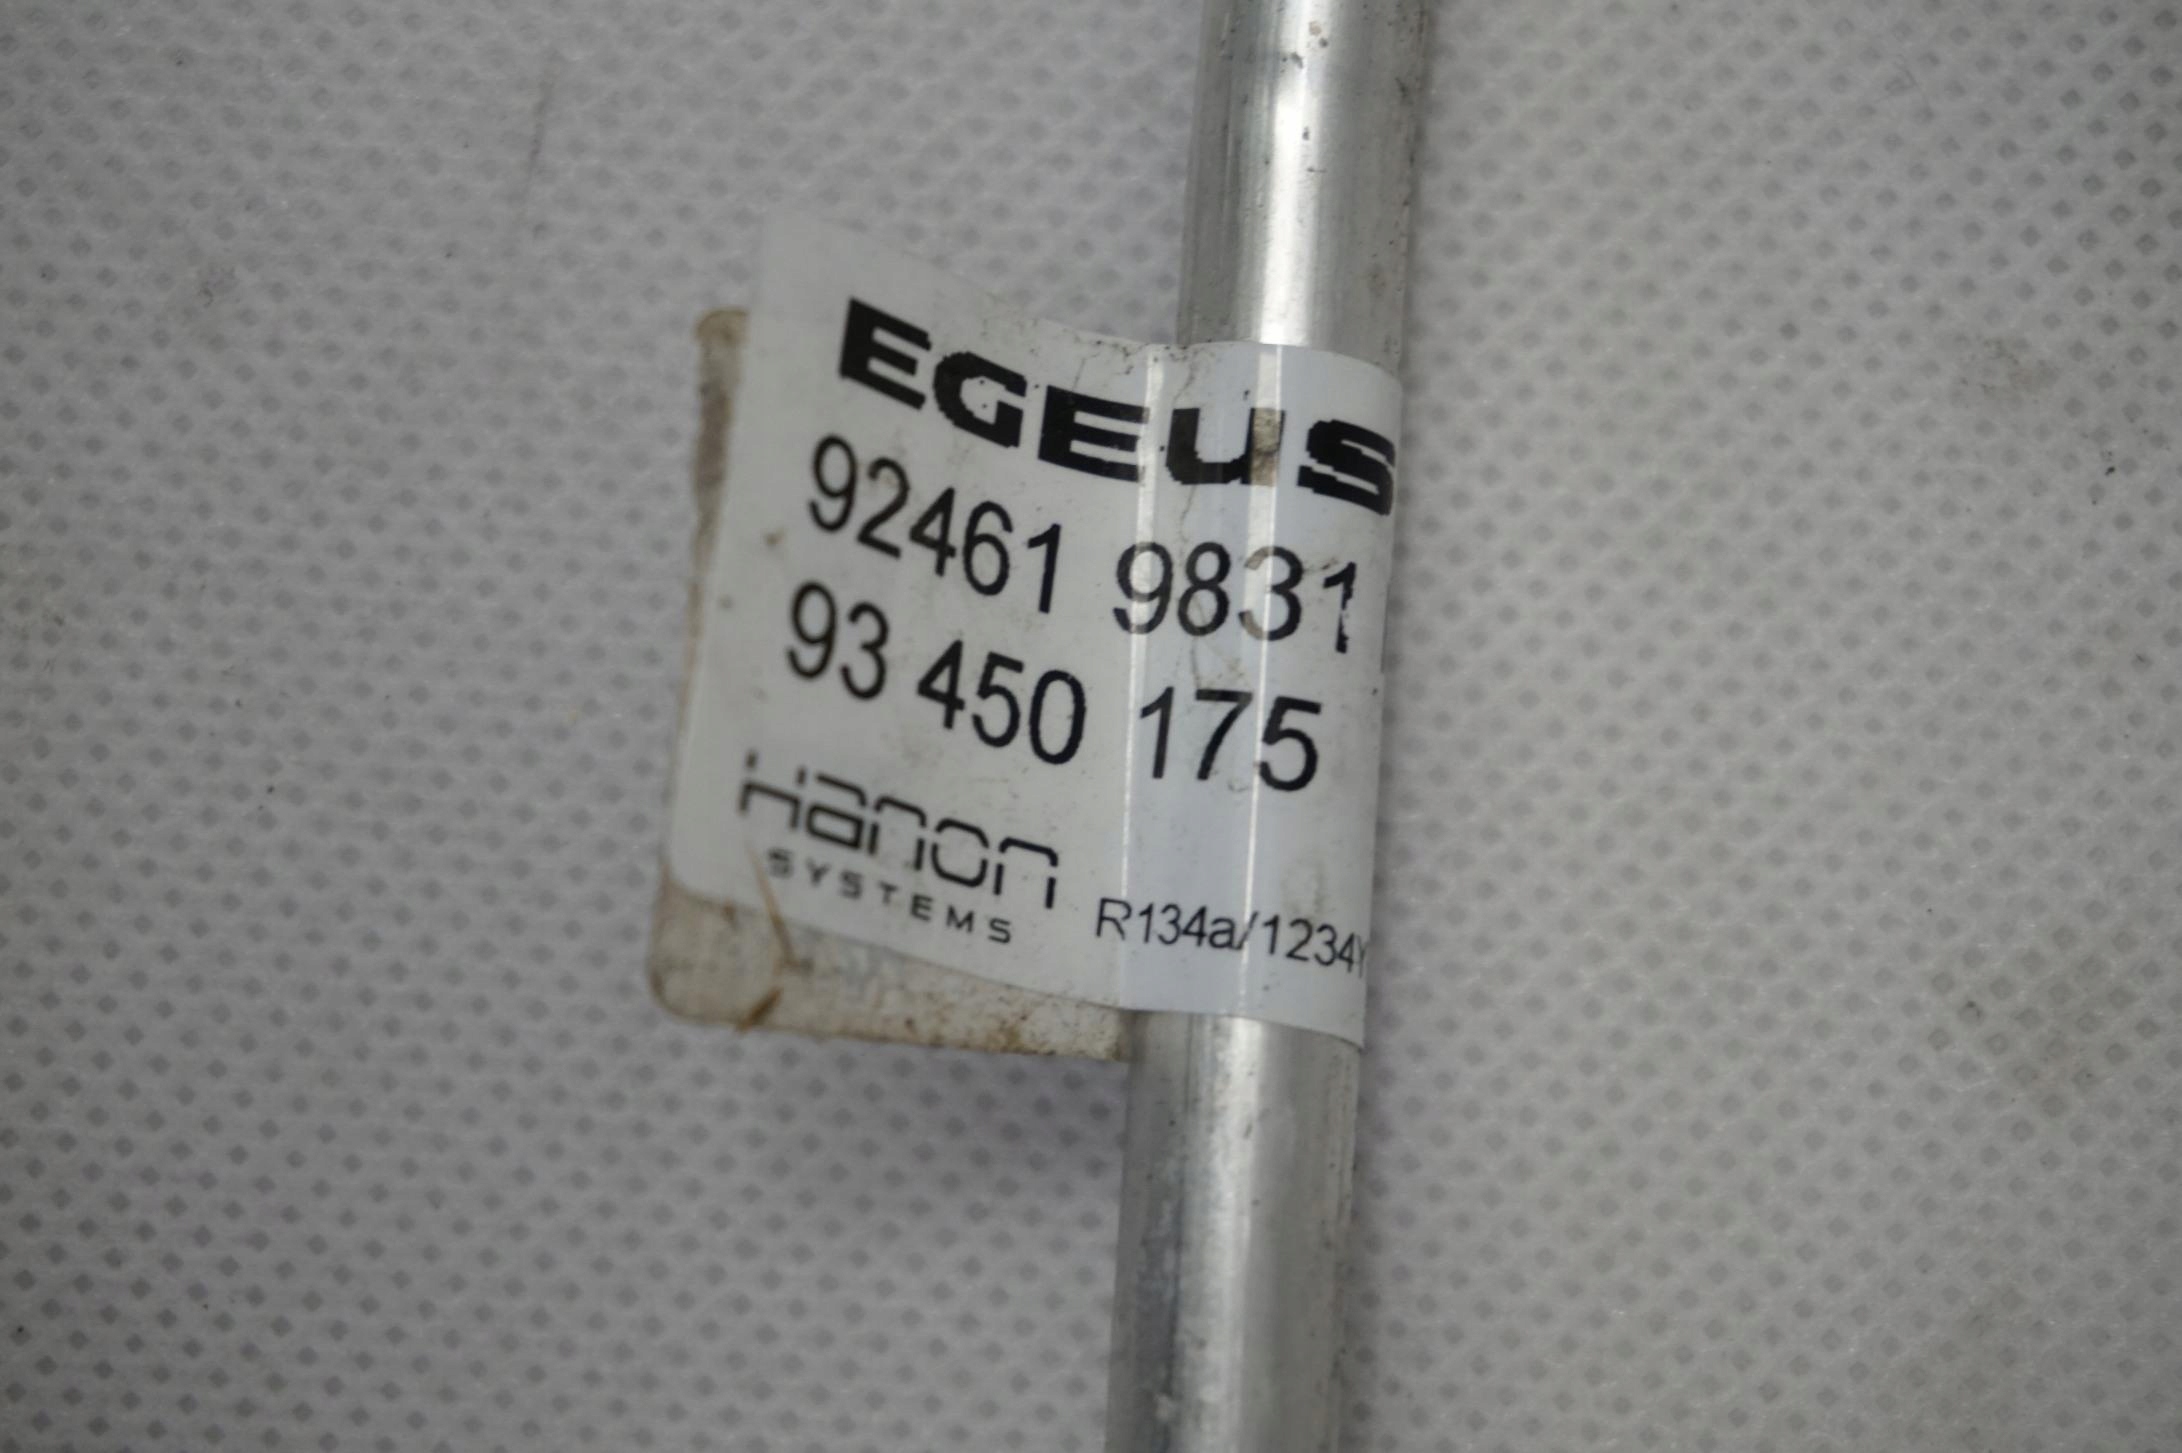 EGEUS
92461 9831
93 450 175
Hanon
SYSTEMS
R134a/1234Y